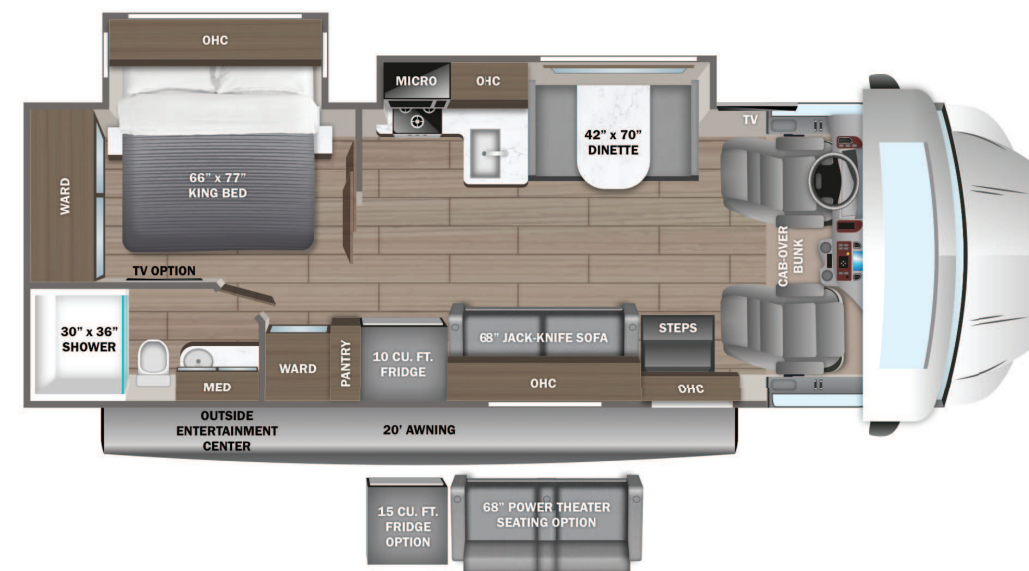 OHC
MICRO
OHC
42" x 70"
DINETTE
TV
WARD
66" x 77"
KING BED
CAB-OVER
BUNK
TV OPTION
30" x 36"
SHOWER
MED
WARD
PANTRY
10 CU. FT.
FRIDGE
68" JACK-KNIFE SOFA
OHC
STEPS
OHC
OUTSIDE
ENTERTAINMENT
CENTER
20' AWNING
15 CU. FT.
FRIDGE
OPTION
68" POWER THEATER
SEATING OPTION